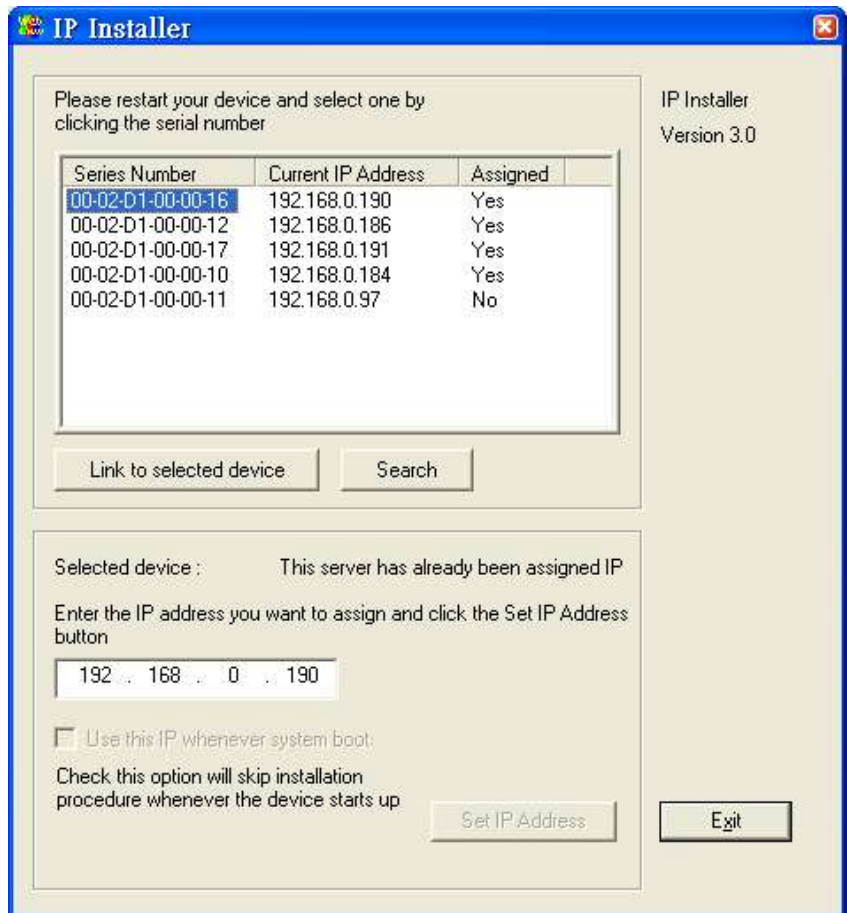 IP Installer
Please restart your device and select one by
clicking the serial number
IP Installer
Version 3.0
Series Number Current IP Address Assigned
00-02-D1-00-00-16 192.168.0.190 Yes
00-02-D1-00-00-12 192.168.0.186 Yes
00-02-D1-00-00-17 192.168.0.191 Yes
00-02-D1-00-00-10 192.168.0.184 Yes
00-02-D1-00-00-11 192.168.0.97 No
Link to selected device Search
Selected device : This server has already been assigned IP
Enter the IP address you want to assign and click the Set IP Address
button
192 . 168 . 0 . 190
Use this IP whenever system boot.
Check this option will skip installation
procedure whenever the device starts up
Set IP Address
Exit